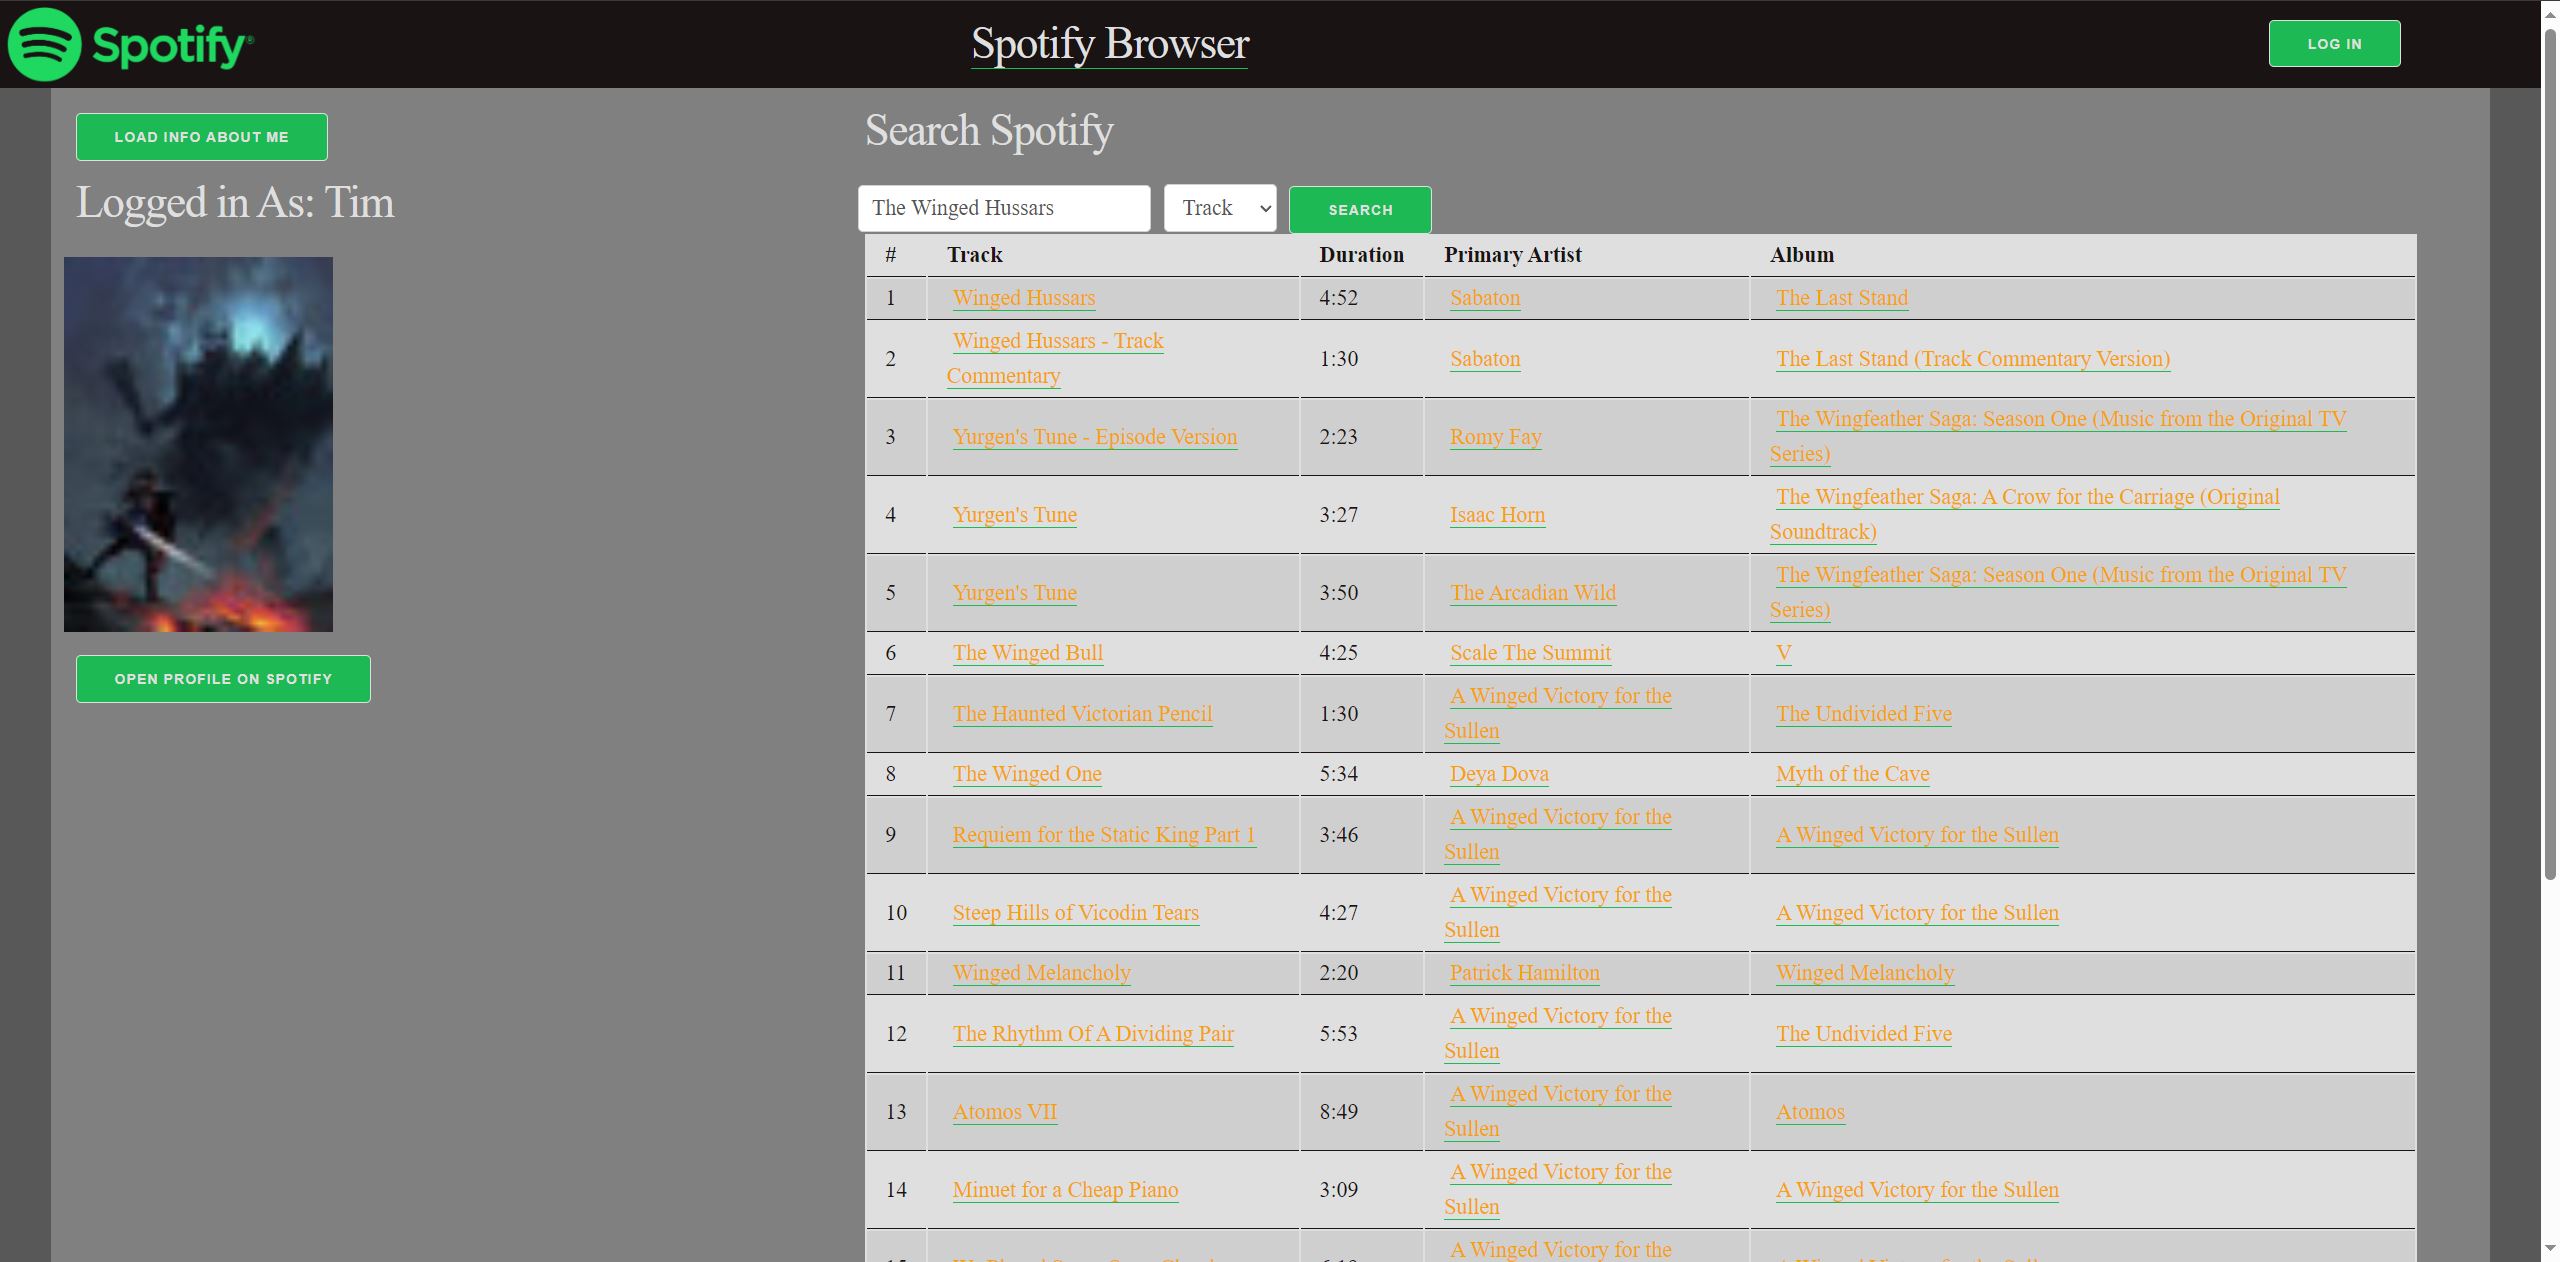 Spotify®
Spotify Browser
LOG IN
LOAD INFO ABOUT ME
Logged in As: Tim
OPEN PROFILE ON SPOTIFY
Search Spotify
The Winged Hussars Track SEARCH
# Track Duration Primary Artist Album
1 Winged Hussars 4:52 Sabaton The Last Stand
2 Winged Hussars - Track Commentary 1:30 Sabaton The Last Stand (Track Commentary Version)
3 Yurgen's Tune - Episode Version 2:23 Romy Fay The Wingfeather Saga: Season One (Music from the Original TV Series)
4 Yurgen's Tune 3:27 Isaac Horn The Wingfeather Saga: A Crow for the Carriage (Original Soundtrack)
5 Yurgen's Tune 3:50 The Arcadian Wild The Wingfeather Saga: Season One (Music from the Original TV Series)
6 The Winged Bull 4:25 Scale The Summit V
7 The Haunted Victorian Pencil 1:30 A Winged Victory for the Sullen The Undivided Five
8 The Winged One 5:34 Deya Dova Myth of the Cave
9 Requiem for the Static King Part 1 3:46 A Winged Victory for the Sullen A Winged Victory for the Sullen
10 Steep Hills of Vicodin Tears 4:27 A Winged Victory for the Sullen A Winged Victory for the Sullen
11 Winged Melancholy 2:20 Patrick Hamilton Winged Melancholy
12 The Rhythm Of A Dividing Pair 5:53 A Winged Victory for the Sullen The Undivided Five
13 Atomos VII 8:49 A Winged Victory for the Sullen Atomos
14 Minuet for a Cheap Piano 3:09 A Winged Victory for the Sullen A Winged Victory for the Sullen
A Winged Victory for the